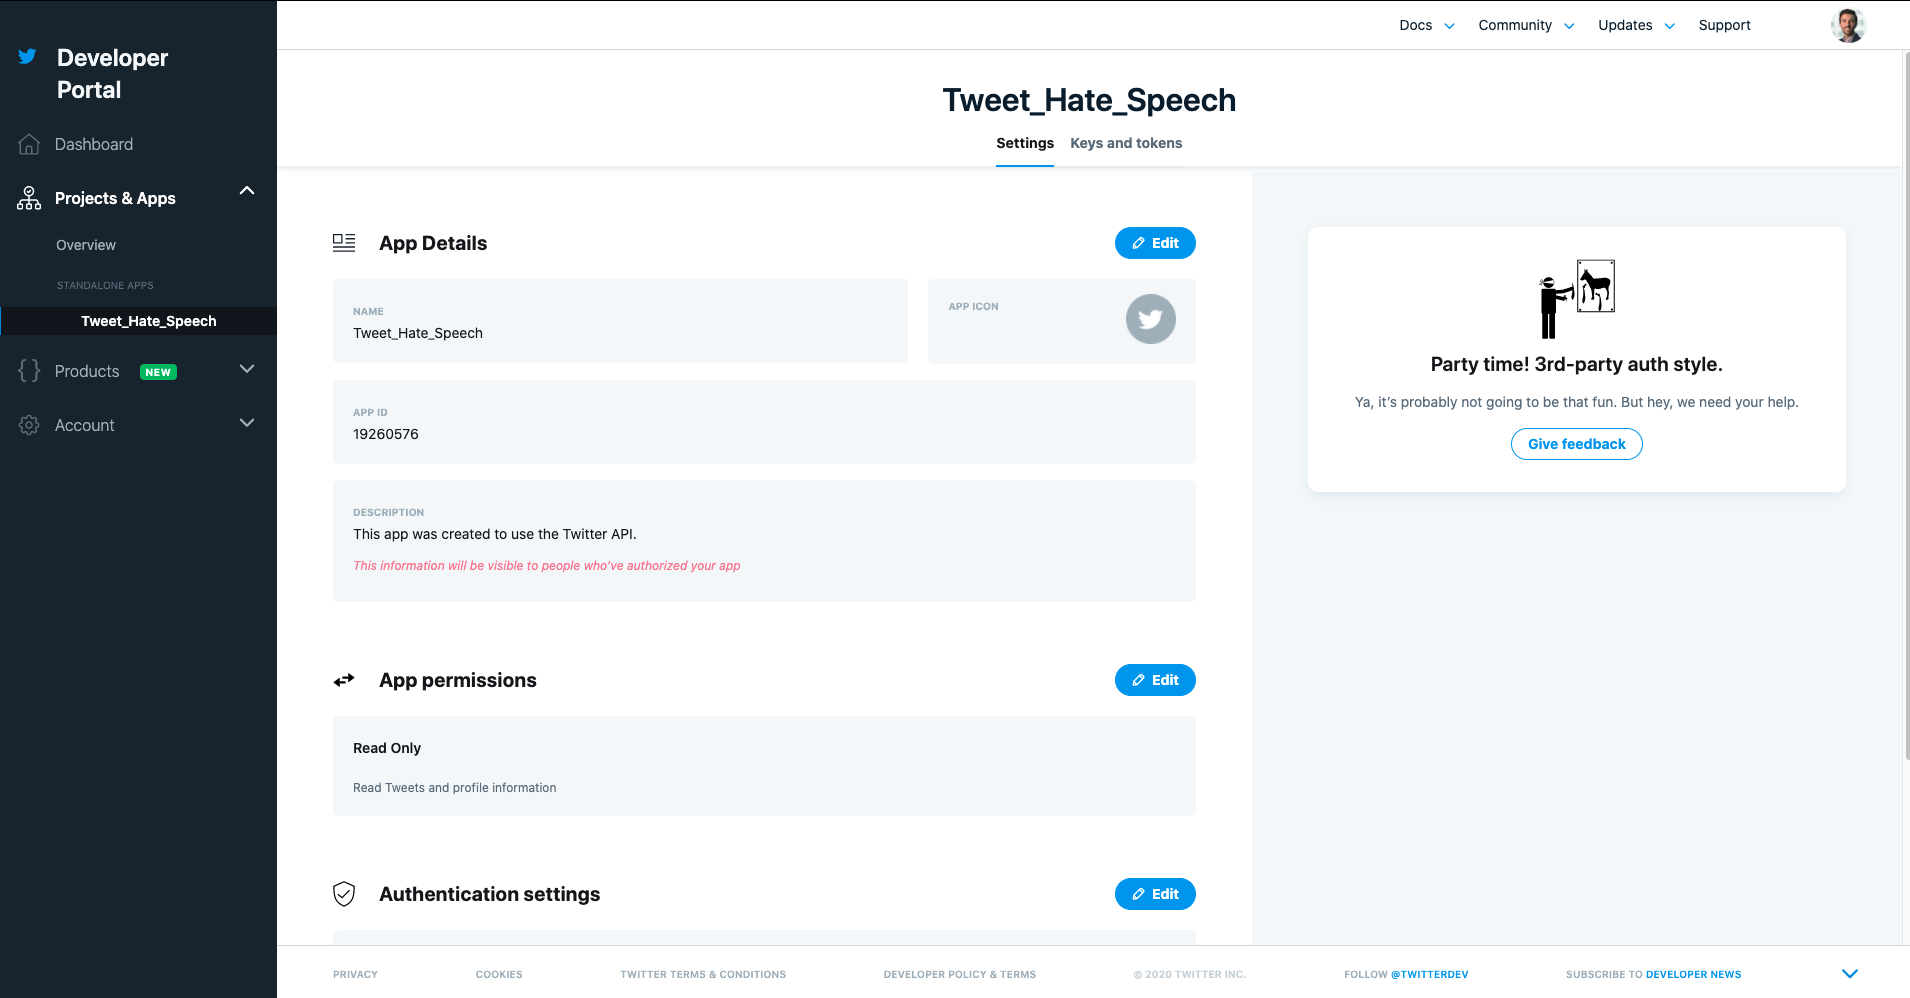 Developer
Portal
Dashboard
Projects & Apps
Overview
STANDALONE APPS
Tweet_Hate_Speech
Products NEW
Account
Docs Community Updates Support
Tweet_Hate_Speech
Settings Keys and tokens
App Details
Edit
NAME
Tweet_Hate_Speech
APP ICON
APP ID
19260576
DESCRIPTION
This app was created to use the Twitter API.
This information will be visible to people who’ve authorized your app
App permissions
Edit
Read Only
Read Tweets and profile information
Authentication settings
Edit
Party time! 3rd-party auth style.
Ya, it’s probably not going to be that fun. But hey, we need your help.
Give feedback
PRIVACY COOKIES TWITTER TERMS & CONDITIONS DEVELOPER POLICY & TERMS © 2020 TWITTER INC. FOLLOW @TWITTERDEV SUBSCRIBE TO DEVELOPER NEWS